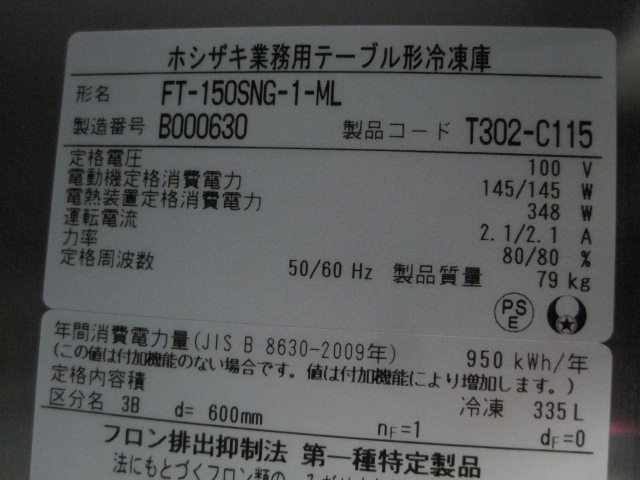 ホシザキ業務用テーブル形冷凍庫
形名 FT-150SNG-1-ML
製造番号 B000630 製品コード T302-C115
定格電圧 100 V
電動機定格消費電力 145/145 W
電熱装置定格消費電力 348 W
運転電流 2.1/2.1 A
力率 80/80 %
定格周波数 50/60 Hz 製品質量 79 kg
PS
E
年間消費電力量(JIS B 8630-2009年) 950 kWh/年
(この値は付加機能のない場合です。値は付加機能により増加します。)
定格内容積 冷凍 335 L
区分名 3B d= 600mm nF=1 dF=0
フロン排出抑制法 第一種特定製品
法にもとづくフロン類の